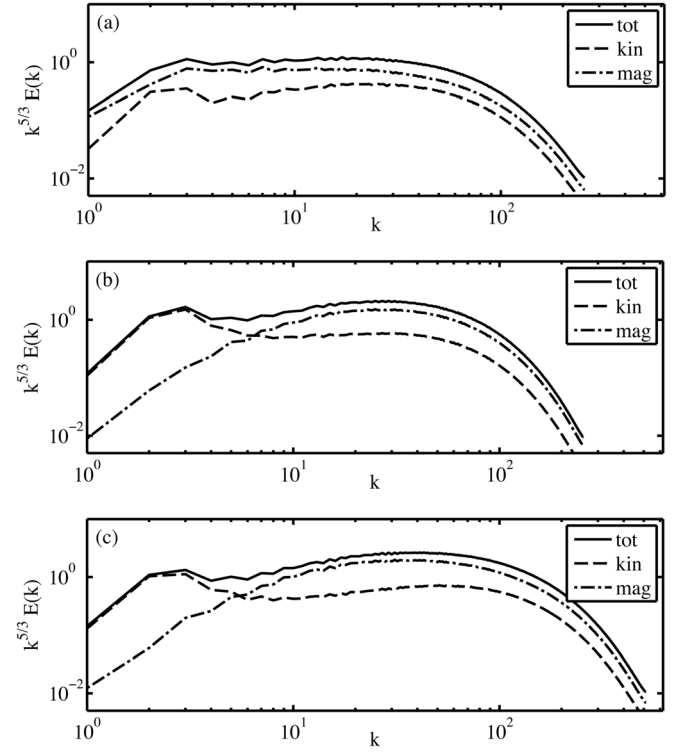 (a)
tot
kin
mag
k^{5/3} E(k)
10^0
10^{-2}
10^0
10^1
10^2
k
(b)
tot
kin
mag
k^{5/3} E(k)
10^0
10^{-2}
10^0
10^1
10^2
k
(c)
tot
kin
mag
k^{5/3} E(k)
10^0
10^{-2}
10^0
10^1
10^2
k